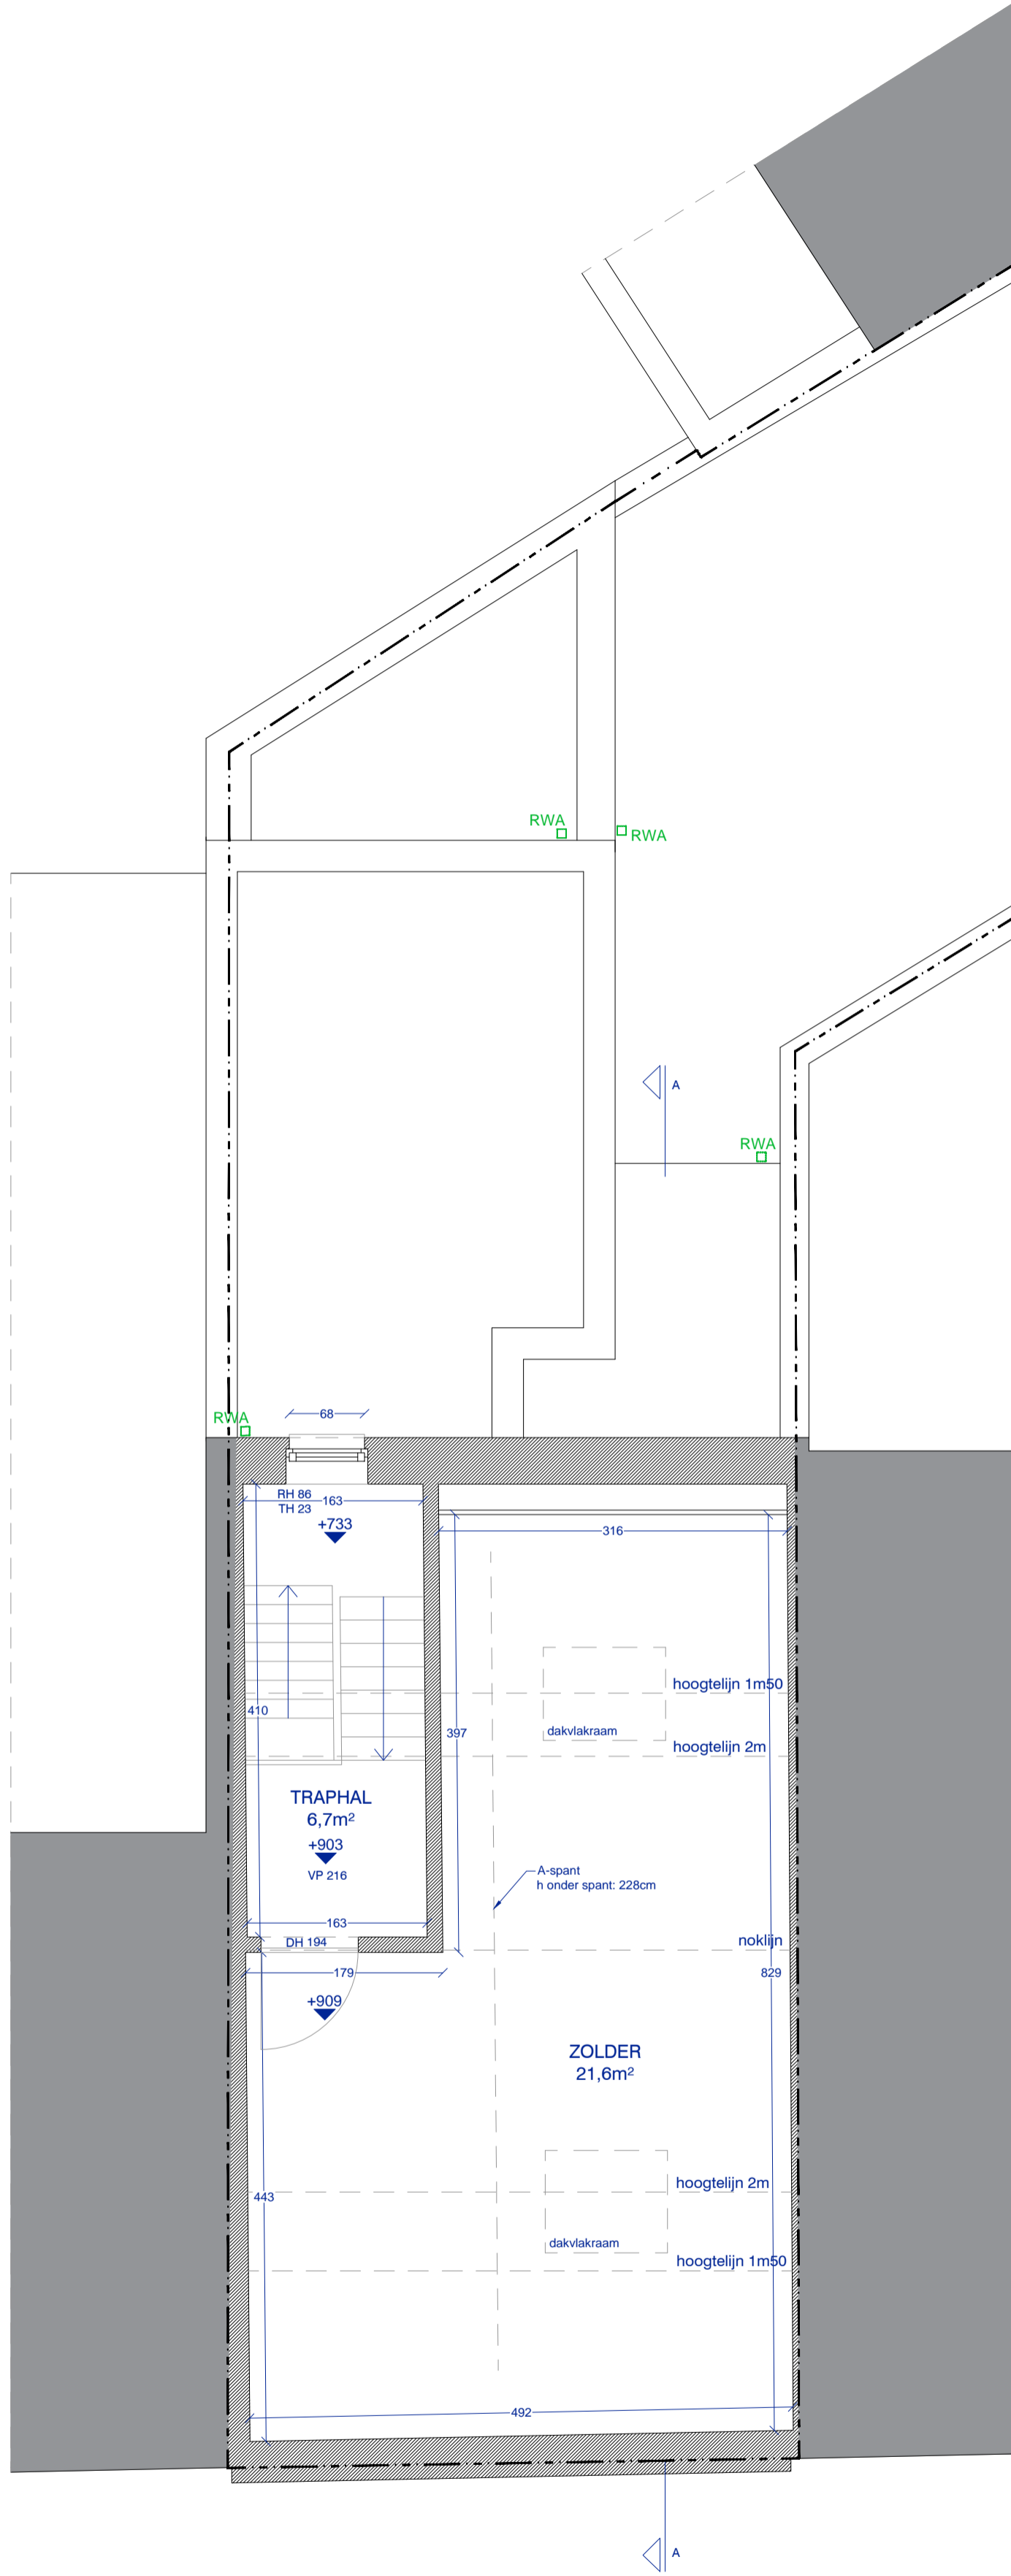 RWA
RWA
A
RWA
RWA
68
RH 86
TH 23
163
+733
316
hoogtelijn 1m50
410
dakvlakraam
397
hoogtelijn 2m
TRAPHAL
6,7m²
+903
VP 216
A-spant
h onder spant: 228cm
163
DH 194
noklijn
179
829
+909
ZOLDER
21,6m²
hoogtelijn 2m
443
dakvlakraam
hoogtelijn 1m50
492
A